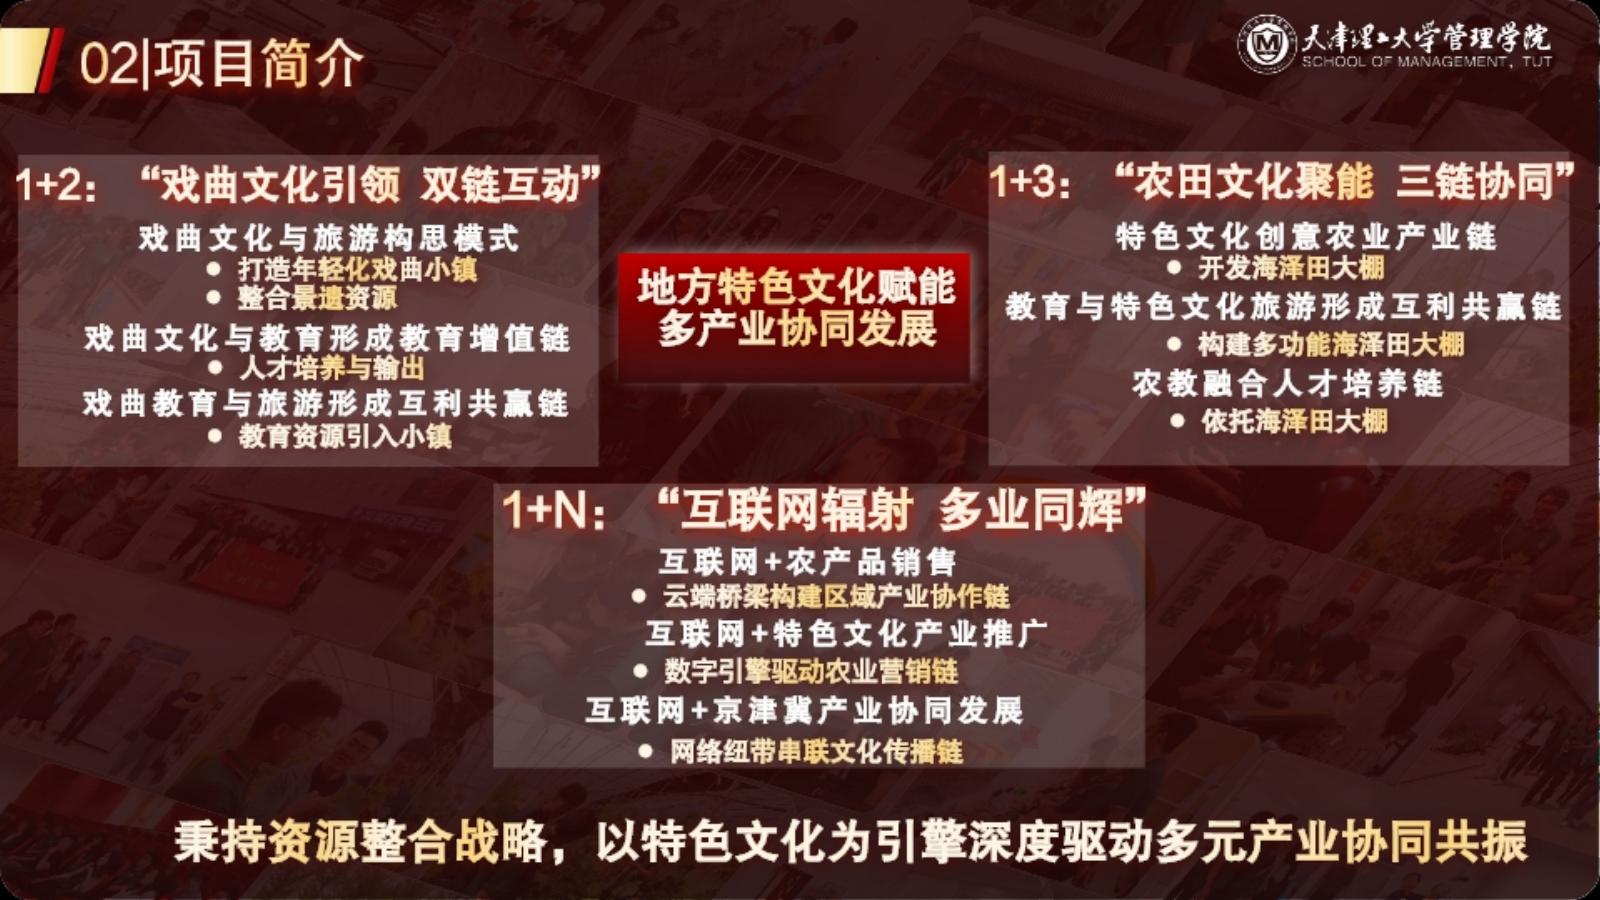 02|项目简介
天津理工大学管理学院
SCHOOL OF MANAGEMENT, TUT
1+2：“戏曲文化引领 双链互动”
戏曲文化与旅游构思模式
● 打造年轻化戏曲小镇
● 整合景遗资源
戏曲文化与教育形成教育增值链
● 人才培养与输出
戏曲教育与旅游形成互利共赢链
● 教育资源引入小镇
地方特色文化赋能
多产业协同发展
1+3：“农田文化聚能 三链协同”
特色文化创意农业产业链
● 开发海泽田大棚
教育与特色文化旅游形成互利共赢链
● 构建多功能海泽田大棚
农教融合人才培养链
● 依托海泽田大棚
1+N：“互联网辐射 多业同辉”
互联网+农产品销售
● 云端桥梁构建区域产业协作链
互联网+特色文化产业推广
● 数字引擎驱动农业营销链
互联网+京津冀产业协同发展
● 网络纽带串联文化传播链
秉持资源整合战略，以特色文化为引擎深度驱动多元产业协同共振